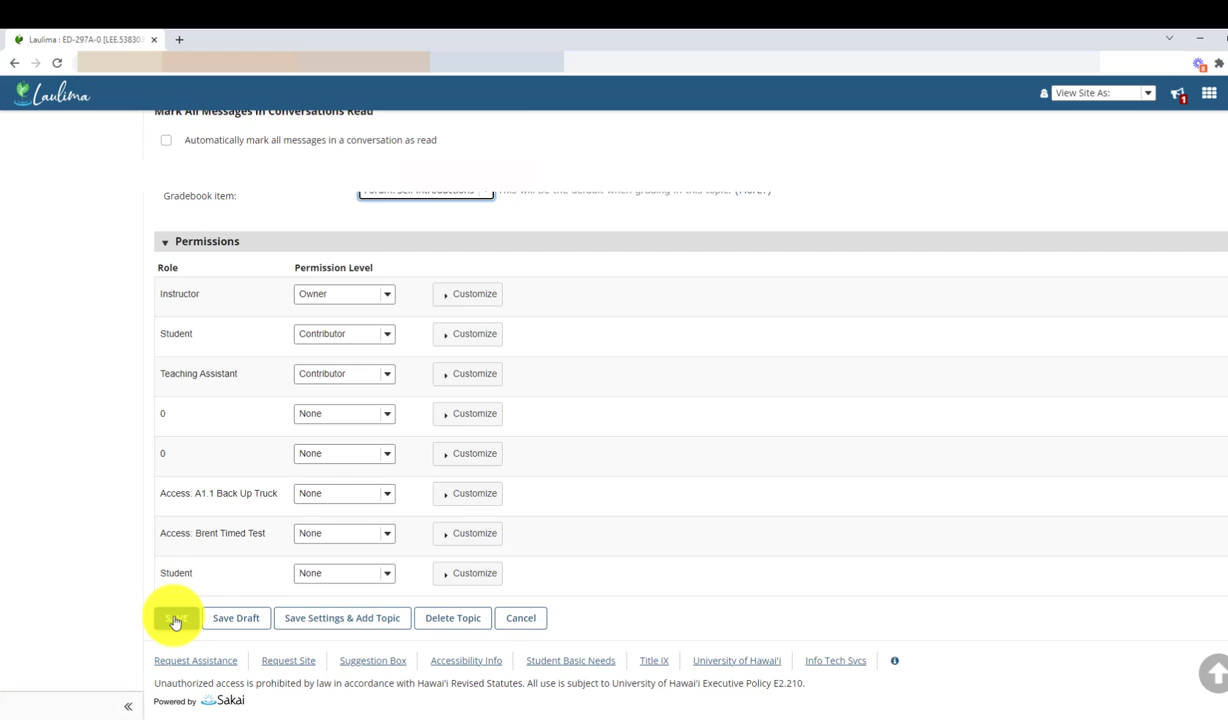 Laulima : ED-297A-0 [LEE.53830.
Laulima
View Site As:
1
Mark All Messages in Conversations Read
Automatically mark all messages in a conversation as read
Gradebook item:
Forum: Self Introductions
This will be the default when grading in this topic. (More?)
Permissions
Role Permission Level
Instructor Owner Customize
Student Contributor Customize
Teaching Assistant Contributor Customize
0 None Customize
0 None Customize
Access: A1.1 Back Up Truck None Customize
Access: Brent Timed Test None Customize
Student None Customize
Save Save Draft Save Settings & Add Topic Delete Topic Cancel
Request Assistance Request Site Suggestion Box Accessibility Info Student Basic Needs Title IX University of Hawai'i Info Tech Svcs
Unauthorized access is prohibited by law in accordance with Hawai'i Revised Statutes. All use is subject to University of Hawai'i Executive Policy E2.210.
Powered by Sakai